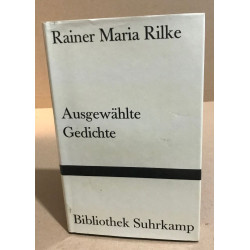 Rainer Maria Rilke
Ausgewählte
Gedichte
Bibliothek Suhrkamp